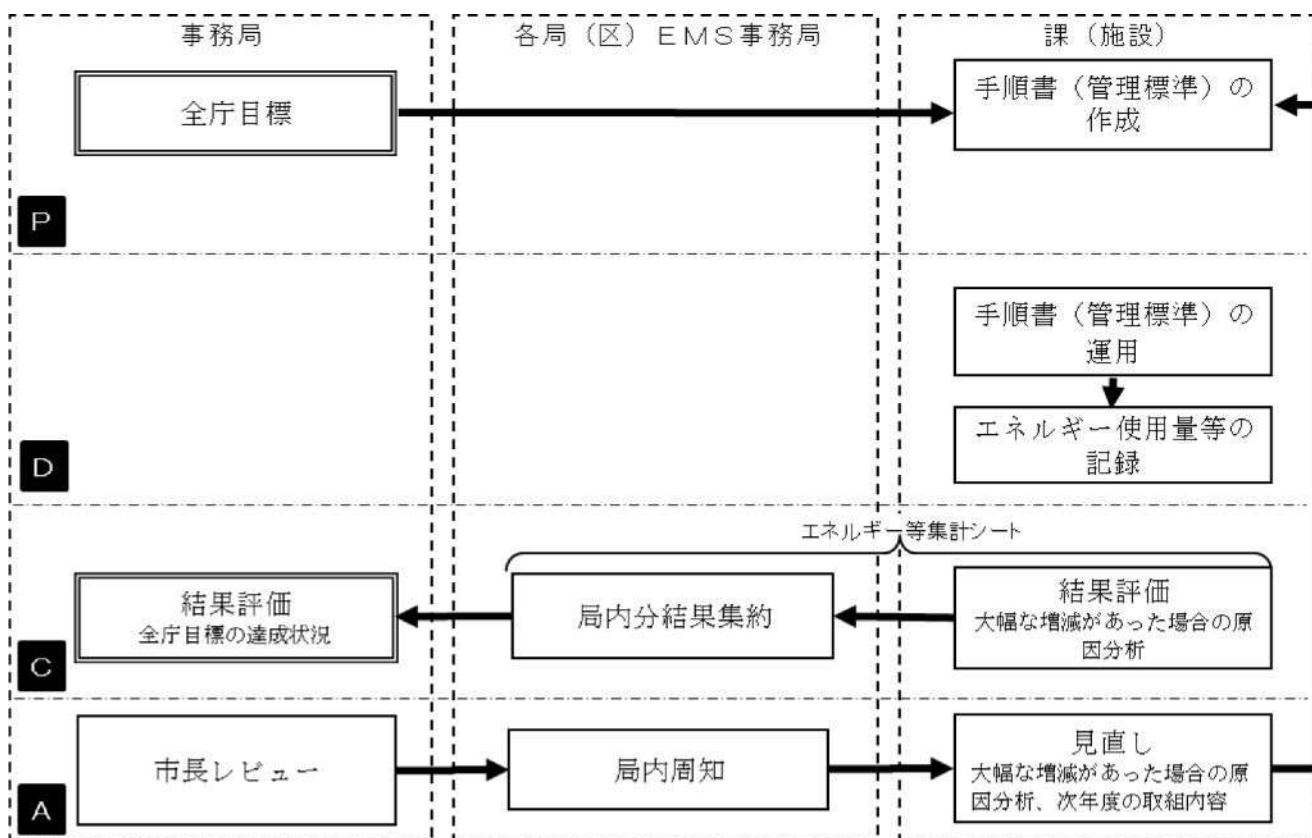 事務局
各局（区）ＥＭＳ事務局
課（施設）
全庁目標
手順書（管理標準）の
作成
P
手順書（管理標準）の
運用
エネルギー使用量等の
記録
D
エネルギー等集計シート
結果評価
全庁目標の達成状況
局内分結果集約
結果評価
大幅な増減があった場合の原
因分析
C
市長レビュー
局内周知
見直し
大幅な増減があった場合の原
因分析、次年度の取組内容
A